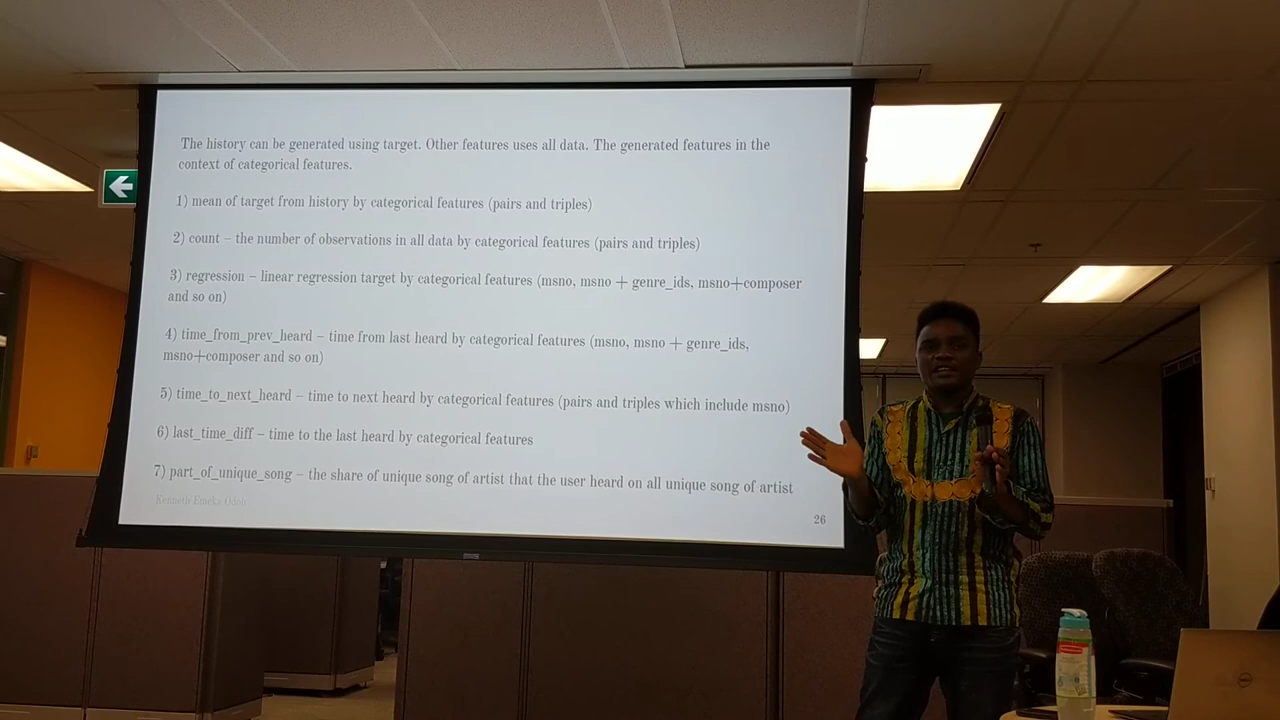 The history can be generated using target. Other features uses all data. The generated features in the
context of categorical features.
1) mean of target from history by categorical features (pairs and triples)
2) count – the number of observations in all data by categorical features (pairs and triples)
3) regression – linear regression target by categorical features (msno, msno + genre_ids, msno+composer
and so on)
4) time_from_prev_heard – time from last heard by categorical features (msno, msno + genre_ids,
msno+composer and so on)
5) time_to_next_heard – time to next heard by categorical features (pairs and triples which include msno)
6) last_time_diff – time to the last heard by categorical features
7) part_of_unique_song – the share of unique song of artist that the user heard on all unique song of artist
Kenneth Emeka Odoh
26